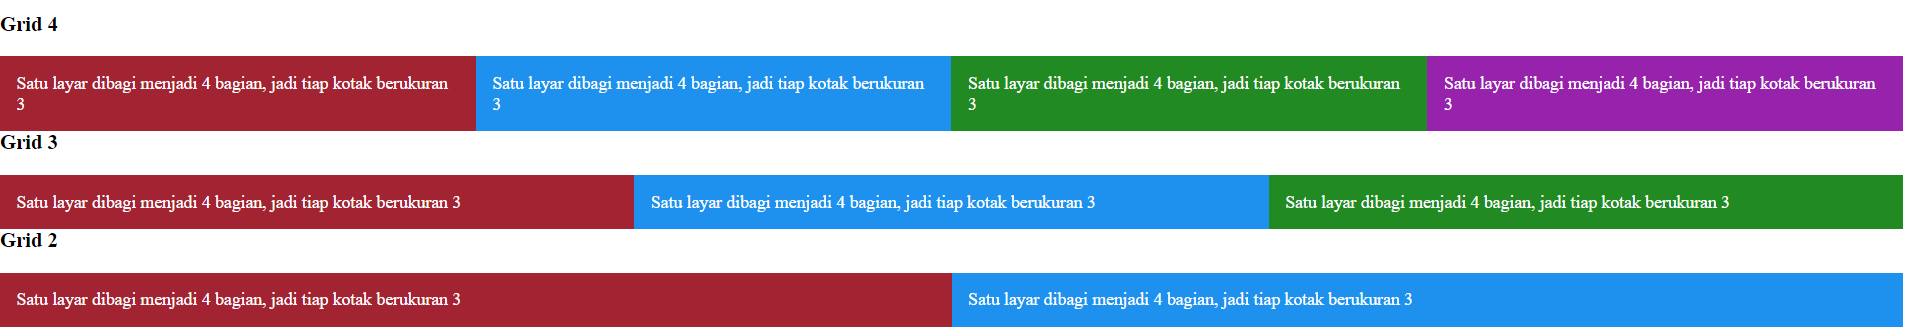 Grid 4
Satu layar dibagi menjadi 4 bagian, jadi tiap kotak berukuran
3
Satu layar dibagi menjadi 4 bagian, jadi tiap kotak berukuran
3
Satu layar dibagi menjadi 4 bagian, jadi tiap kotak berukuran
3
Satu layar dibagi menjadi 4 bagian, jadi tiap kotak berukuran
3
Grid 3
Satu layar dibagi menjadi 4 bagian, jadi tiap kotak berukuran 3
Satu layar dibagi menjadi 4 bagian, jadi tiap kotak berukuran 3
Satu layar dibagi menjadi 4 bagian, jadi tiap kotak berukuran 3
Grid 2
Satu layar dibagi menjadi 4 bagian, jadi tiap kotak berukuran 3
Satu layar dibagi menjadi 4 bagian, jadi tiap kotak berukuran 3